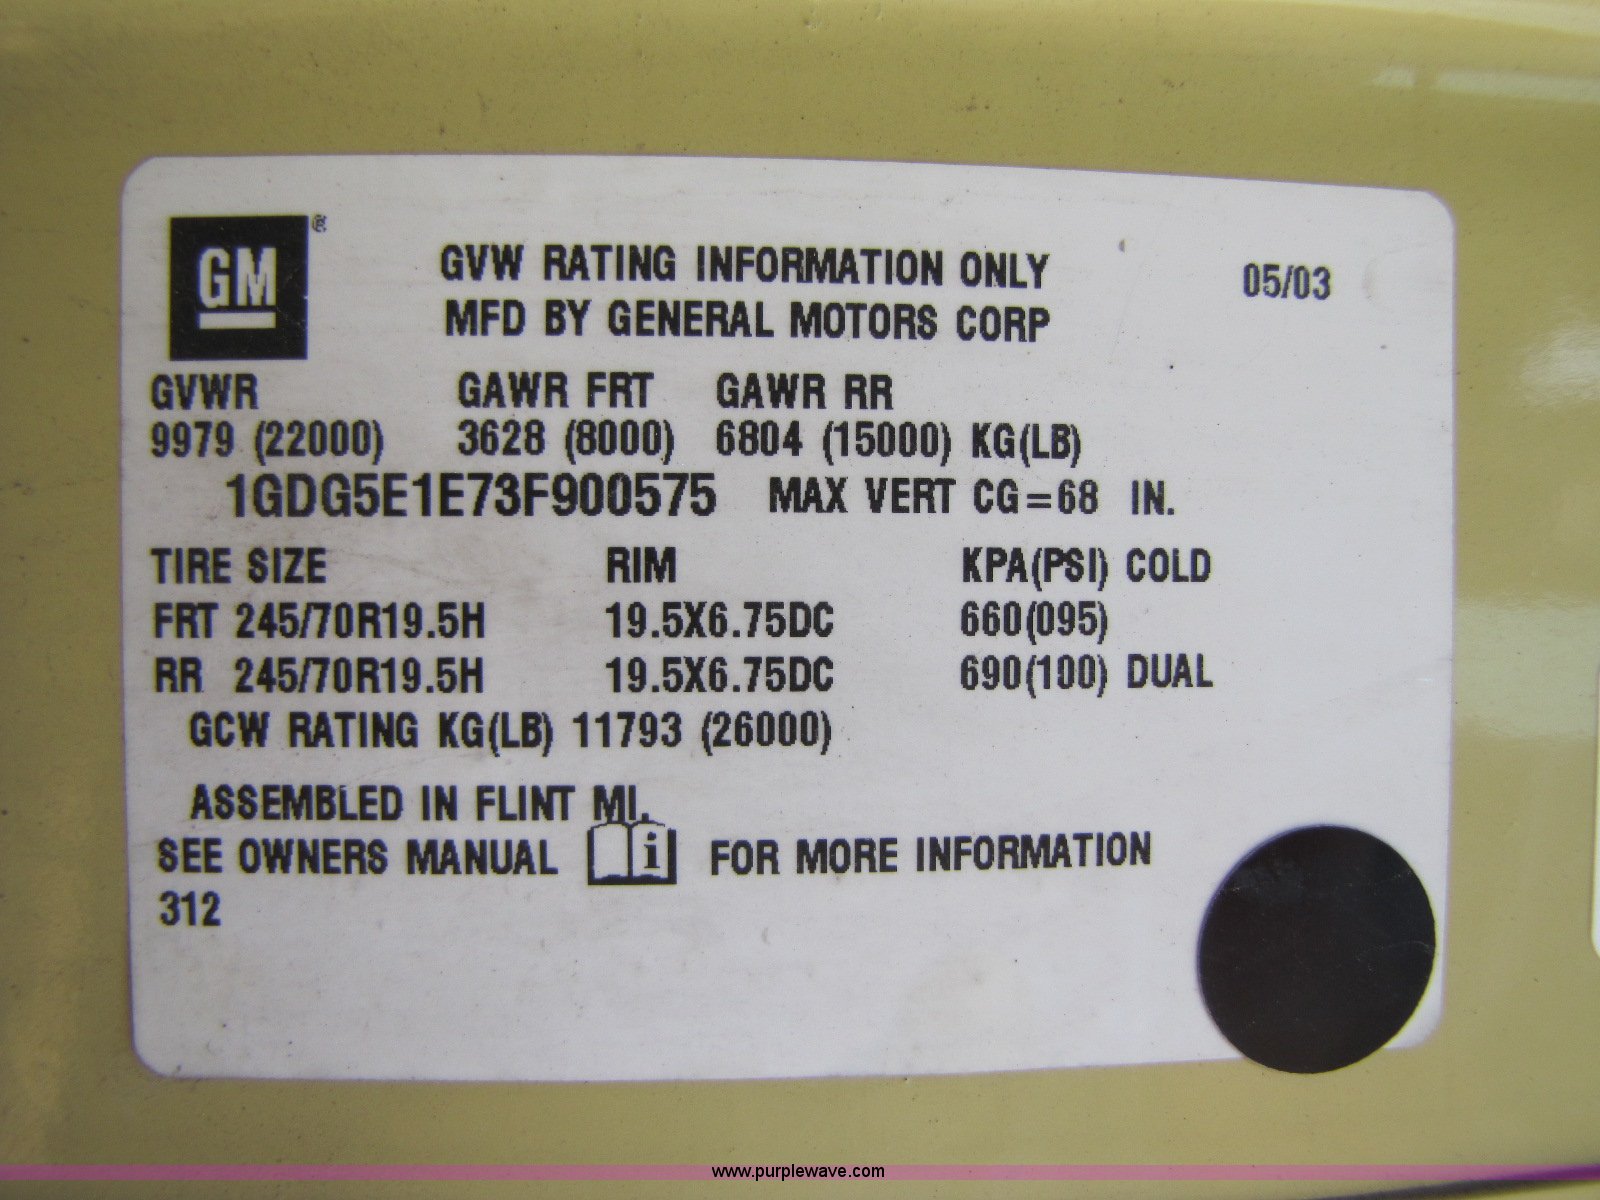 GM ®
GVW RATING INFORMATION ONLY 05/03
MFD BY GENERAL MOTORS CORP
GVWR GAWR FRT GAWR RR
9979 (22000) 3628 (8000) 6804 (15000) KG(LB)
1GDG5E1E73F900575 MAX VERT CG=68 IN.
TIRE SIZE RIM KPA(PSI) COLD
FRT 245/70R19.5H 19.5X6.75DC 660(095)
RR 245/70R19.5H 19.5X6.75DC 690(100) DUAL
GCW RATING KG(LB) 11793 (26000)
ASSEMBLED IN FLINT MI.
SEE OWNERS MANUAL i FOR MORE INFORMATION
312
www.purplewave.com